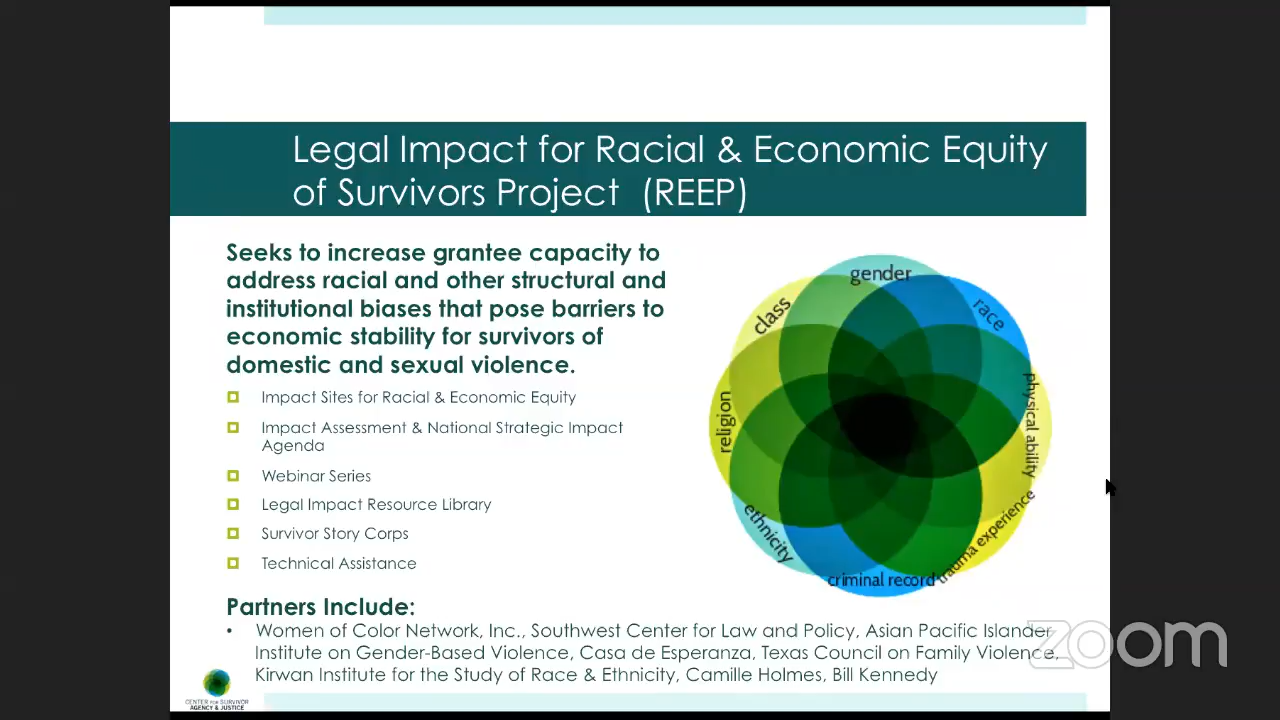 Legal Impact for Racial & Economic Equity
of Survivors Project (REEP)
Seeks to increase grantee capacity to
address racial and other structural and
institutional biases that pose barriers to
economic stability for survivors of
domestic and sexual violence.
Impact Sites for Racial & Economic Equity
Impact Assessment & National Strategic Impact
Agenda
Webinar Series
Legal Impact Resource Library
Survivor Story Corps
Technical Assistance
gender
class
race
religion
physical ability
ethnicity
trauma experience
criminal record
Partners Include:
• Women of Color Network, Inc., Southwest Center for Law and Policy, Asian Pacific Islander
Institute on Gender-Based Violence, Casa de Esperanza, Texas Council on Family Violence,
Kirwan Institute for the Study of Race & Ethnicity, Camille Holmes, Bill Kennedy
zoom
CENTER for SURVIVOR
AGENCY & JUSTICE